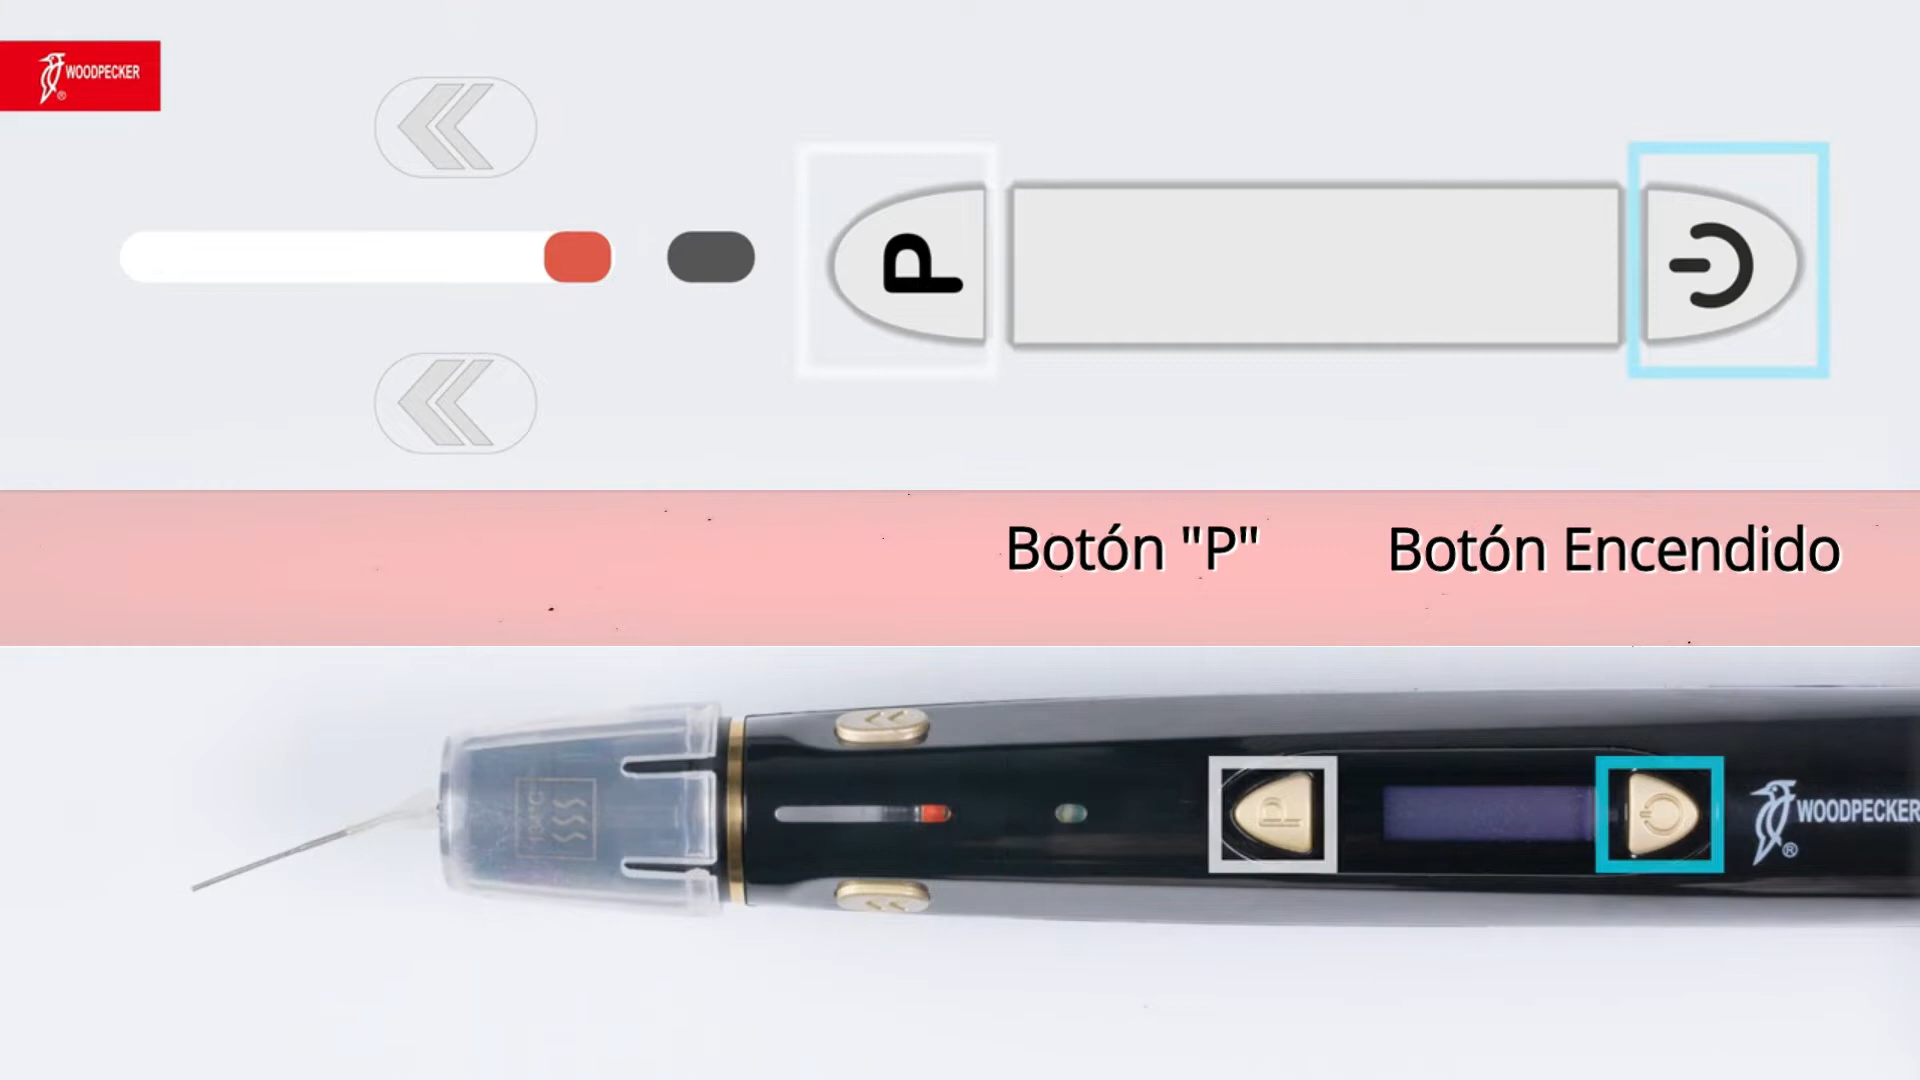 WOODPECKER
®
P
Botón "P"
Botón Encendido
P
WOODPECKER
®